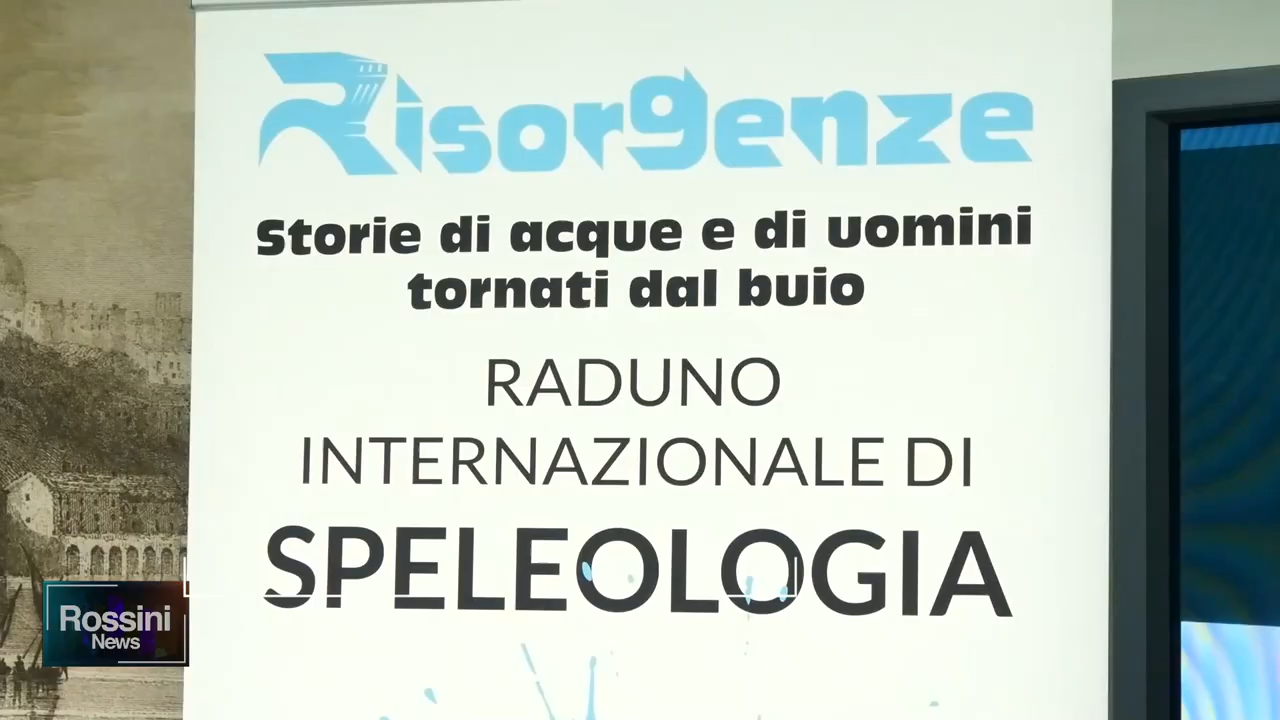 Risorgenze
Storie di acque e di uomini
tornati dal buio
RADUNO
INTERNAZIONALE DI
SPELEOLOGIA
Rossini
News